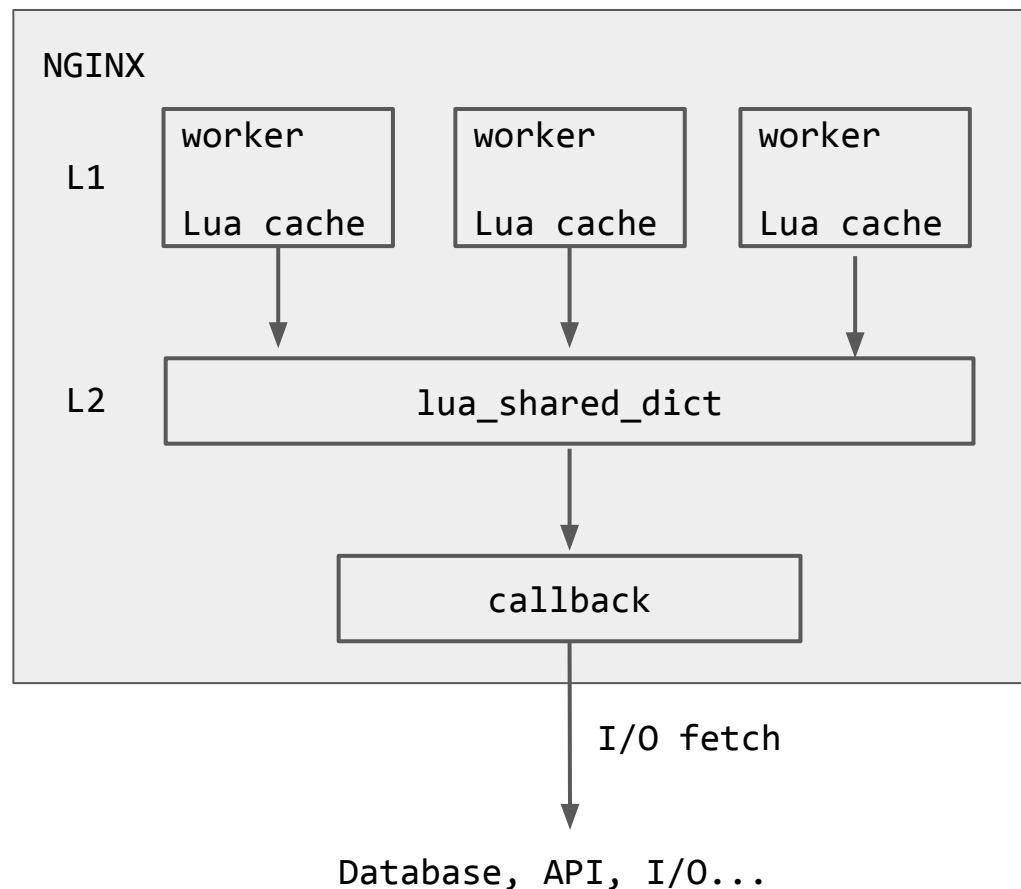 NGINX
worker worker worker
L1
Lua cache Lua cache Lua cache
L2 lua_shared_dict
callback
I/O fetch
Database, API, I/O...